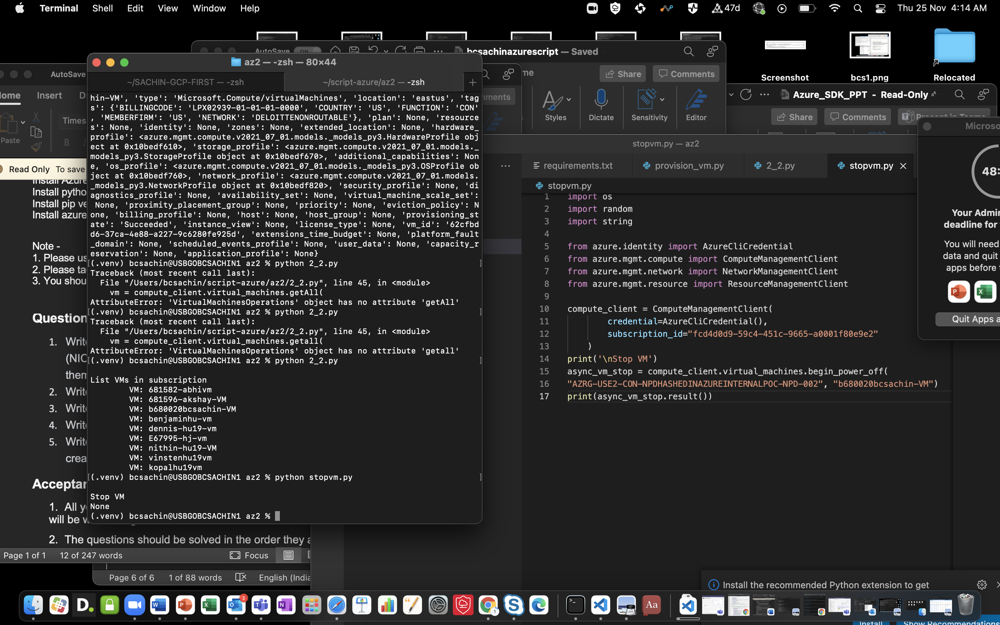 Terminal Shell Edit View Window Help
47d
Thu 25 Nov 4:14 AM
AutoSave ON
bcsachinazurescript — Saved
Screenshot
bcs1.png
Relocated
az2 — -zsh — 80×44
~/SACHIN-GCP-FIRST — -zsh
~/script-azure/az2 — -zsh
hin-VM', 'type': 'Microsoft.Compute/virtualMachines', 'location': 'eastus', 'tag
s': {'BILLINGCODE': 'LPX02939-01-01-01-0000', 'COUNTRY': 'US', 'FUNCTION': 'CON'
, 'MEMBERFIRM': 'US', 'NETWORK': 'DELOITTENONROUTABLE'}, 'plan': None, 'resource
s': None, 'identity': None, 'zones': None, 'extended_location': None, 'hardware_
profile': <azure.mgmt.compute.v2021_07_01.models._models_py3.HardwareProfile obj
ect at 0x10bedf610>, 'storage_profile': <azure.mgmt.compute.v2021_07_01.models._
models_py3.StorageProfile object at 0x10bedf670>, 'additional_capabilities': Non
e, 'os_profile': <azure.mgmt.compute.v2021_07_01.models._models_py3.OSProfile ob
ject at 0x10bedf760>, 'network_profile': <azure.mgmt.compute.v2021_07_01.models.
_models_py3.NetworkProfile object at 0x10bedf820>, 'security_profile': None, 'di
agnostics_profile': None, 'availability_set': None, 'virtual_machine_scale_set':
None, 'proximity_placement_group': None, 'priority': None, 'eviction_policy': N
one, 'billing_profile': None, 'host': None, 'host_group': None, 'provisioning_st
ate': 'Succeeded', 'instance_view': None, 'license_type': None, 'vm_id': '62cfbd
d6-37ca-4e88-a227-9c6280fe925d', 'extensions_time_budget': None, 'platform_fault
_domain': None, 'scheduled_events_profile': None, 'user_data': None, 'capacity_r
eservation': None, 'application_profile': None}
[(.venv) bcsachin@USBGOBCSACHIN1 az2 % python 2_2.py ]
Traceback (most recent call last):
File "/Users/bcsachin/script-azure/az2/2_2.py", line 45, in <module>
vm = compute_client.virtual_machines.getAll(
AttributeError: 'VirtualMachinesOperations' object has no attribute 'getAll'
[(.venv) bcsachin@USBGOBCSACHIN1 az2 % python 2_2.py ]
Traceback (most recent call last):
File "/Users/bcsachin/script-azure/az2/2_2.py", line 45, in <module>
vm = compute_client.virtual_machines.getall(
AttributeError: 'VirtualMachinesOperations' object has no attribute 'getall'
[(.venv) bcsachin@USBGOBCSACHIN1 az2 % python 2_2.py ]
List VMs in subscription
VM: 681582-abhivm
VM: 681596-akshay-VM
VM: b680020bcsachin-VM
VM: benjaminhu-vm
VM: dennis-hu19-vm
VM: E67995-hj-vm
VM: nithin-hu19-VM
VM: vinstenhu19vm
VM: kopalhu19vm
[(.venv) bcsachin@USBGOBCSACHIN1 az2 % python stopvm.py ]
Stop VM
None
(.venv) bcsachin@USBGOBCSACHIN1 az2 %
AutoSave
Home Insert D
Times
Paste
B I
Read Only To save
Install Azure
Install pytho
Install pip ve
Install azure
Note -
1. Please us
2. Please ta
3. You shou
Question
1. Write
(NIC
them
2. Write
3. Write
4. Write
5. Write
crea
Acceptan
1. All y
will be w
2. The questions should be solved in the order they a
Page 1 of 1 12 of 247 words Focus
Page 6 of 6 1 of 88 words English (India
me
Share Comments
Styles Dictate Sensitivity Editor
mments
Azure_SDK_PPT - Read-Only
Share Comments Present in Teams
stopvm.py — az2
requirements.txt provision_vm.py 2_2.py stopvm.py
stopvm.py
1 import os
2 import random
3 import string
4
5 from azure.identity import AzureCliCredential
6 from azure.mgmt.compute import ComputeManagementClient
7 from azure.mgmt.network import NetworkManagementClient
8 from azure.mgmt.resource import ResourceManagementClient
9
10 compute_client = ComputeManagementClient(
11 credential=AzureCliCredential(),
12 subscription_id="fcd4d0d9-59c4-451c-9665-a0001f80e9e2"
13 )
14 print('\nStop VM')
15 async_vm_stop = compute_client.virtual_machines.begin_power_off(
16 "AZRG-USE2-CON-NPDHASHEDINAZUREINTERNALPOC-NPD-002", "b680020bcsachin-VM")
17 print(async_vm_stop.result())
Microso
48:
Your Admin
deadline for
You will need
data and quit
apps before
Quit Apps a
Install the recommended Python extension to get
Install Show Recommendations
D.
2
1
Aa